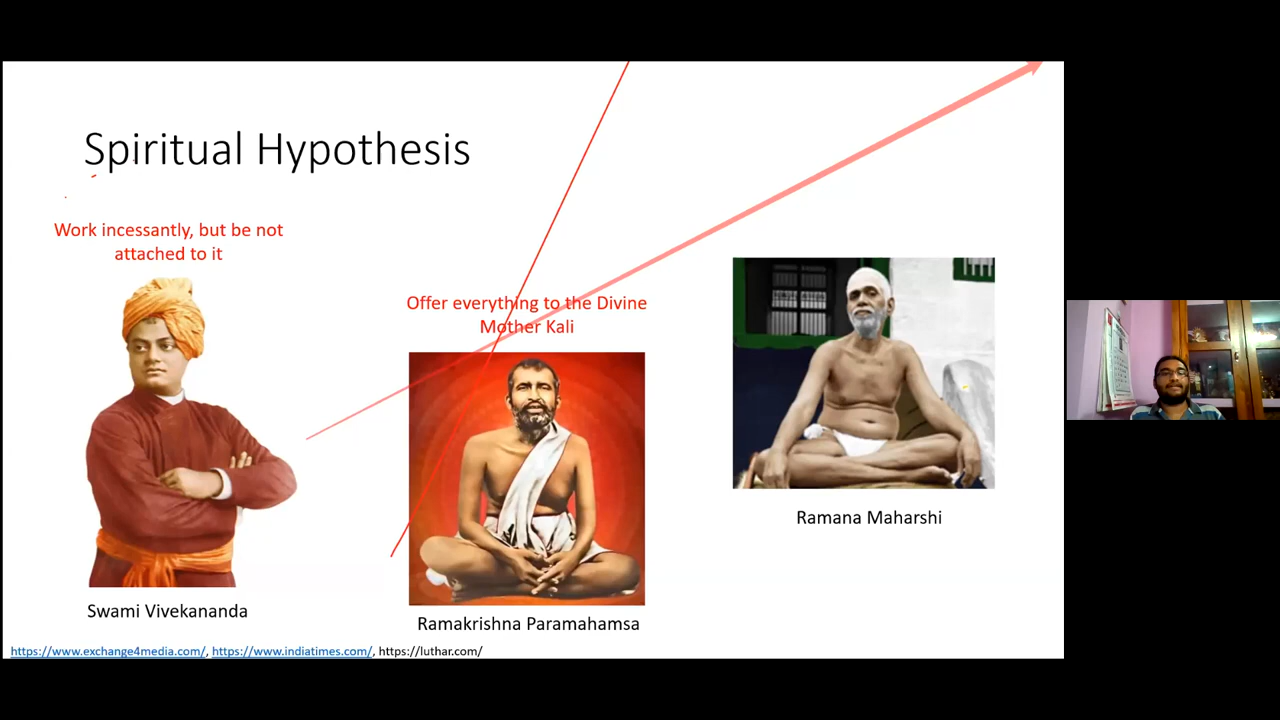 Spiritual Hypothesis
Work incessantly, but be not
attached to it
Offer everything to the Divine
Mother Kali
Ramana Maharshi
Swami Vivekananda
Ramakrishna Paramahamsa
https://www.exchange4media.com/, https://www.indiatimes.com/, https://luthar.com/